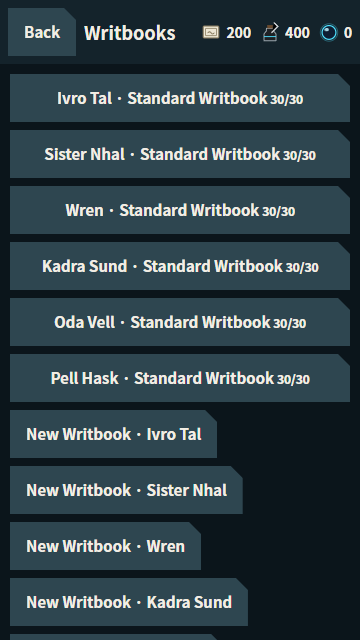 Back
Writbooks
200
400
0
Ivro Tal · Standard Writbook 30/30
Sister Nhal · Standard Writbook 30/30
Wren · Standard Writbook 30/30
Kadra Sund · Standard Writbook 30/30
Oda Vell · Standard Writbook 30/30
Pell Hask · Standard Writbook 30/30
New Writbook · Ivro Tal
New Writbook · Sister Nhal
New Writbook · Wren
New Writbook · Kadra Sund